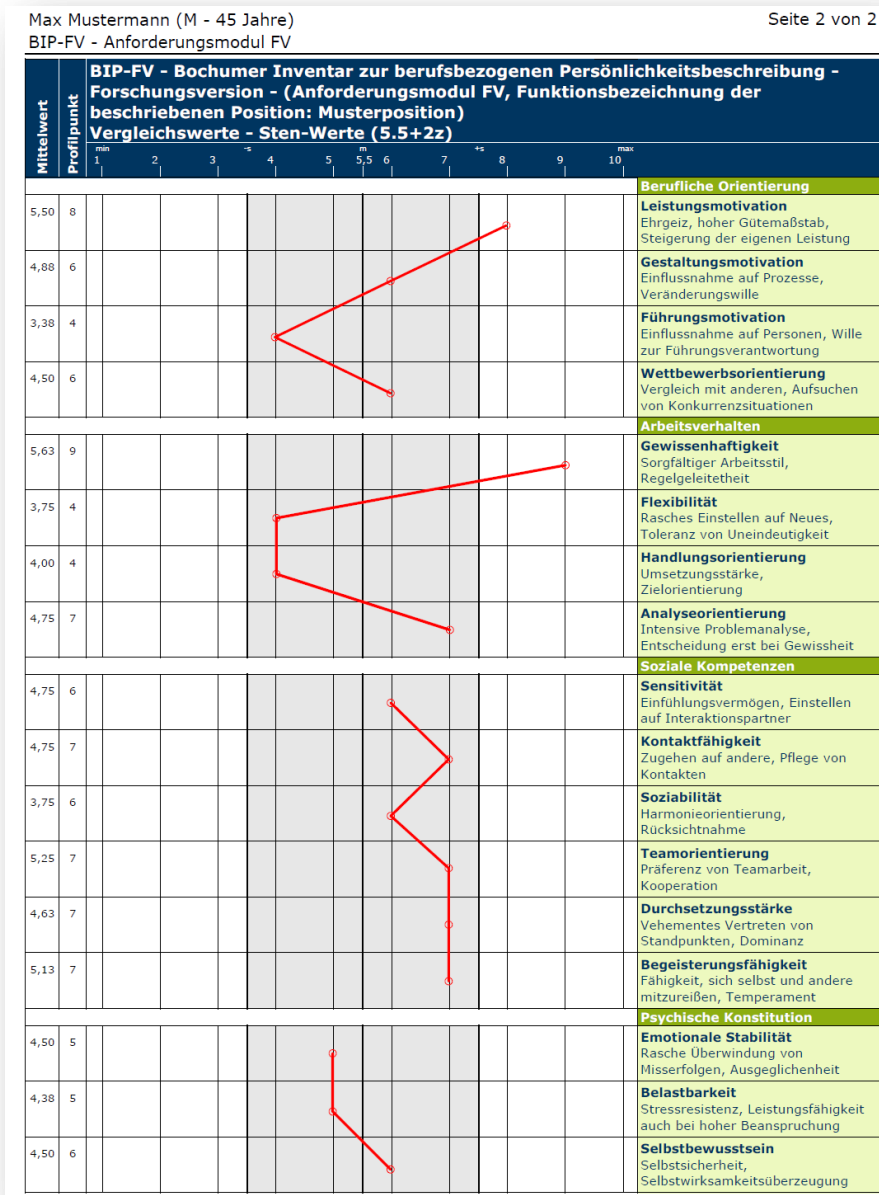 Max Mustermann (M - 45 Jahre) Seite 2 von 2
BIP-FV - Anforderungsmodul FV
Mittelwert
Profilpunkt
BIP-FV - Bochumer Inventar zur berufsbezogenen Persönlichkeitsbeschreibung -
Forschungsversion - (Anforderungsmodul FV, Funktionsbezeichnung der
beschriebenen Position: Musterposition)
Vergleichswerte - Sten-Werte (5.5+2z)
min -s m +s max
1 2 3 4 5 5,5 6 7 8 9 10
Berufliche Orientierung
5,50 8 Leistungsmotivation
Ehrgeiz, hoher Gütemaßstab,
Steigerung der eigenen Leistung
4,88 6 Gestaltungsmotivation
Einflussnahme auf Prozesse,
Veränderungswille
3,38 4 Führungsmotivation
Einflussnahme auf Personen, Wille
zur Führungsverantwortung
4,50 6 Wettbewerbsorientierung
Vergleich mit anderen, Aufsuchen
von Konkurrenzsituationen
Arbeitsverhalten
5,63 9 Gewissenhaftigkeit
Sorgfältiger Arbeitsstil,
Regelgeleitetheit
3,75 4 Flexibilität
Rasches Einstellen auf Neues,
Toleranz von Uneindeutigkeit
4,00 4 Handlungsorientierung
Umsetzungsstärke,
Zielorientierung
4,75 7 Analyseorientierung
Intensive Problemanalyse,
Entscheidung erst bei Gewissheit
Soziale Kompetenzen
4,75 6 Sensitivität
Einfühlungsvermögen, Einstellen
auf Interaktionspartner
4,75 7 Kontaktfähigkeit
Zugehen auf andere, Pflege von
Kontakten
3,75 6 Soziabilität
Harmonieorientierung,
Rücksichtnahme
5,25 7 Teamorientierung
Präferenz von Teamarbeit,
Kooperation
4,63 7 Durchsetzungsstärke
Vehementes Vertreten von
Standpunkten, Dominanz
5,13 7 Begeisterungsfähigkeit
Fähigkeit, sich selbst und andere
mitzureißen, Temperament
Psychische Konstitution
4,50 5 Emotionale Stabilität
Rasche Überwindung von
Misserfolgen, Ausgeglichenheit
4,38 5 Belastbarkeit
Stressresistenz, Leistungsfähigkeit
auch bei hoher Beanspruchung
4,50 6 Selbstbewusstsein
Selbstsicherheit,
Selbstwirksamkeitsüberzeugung